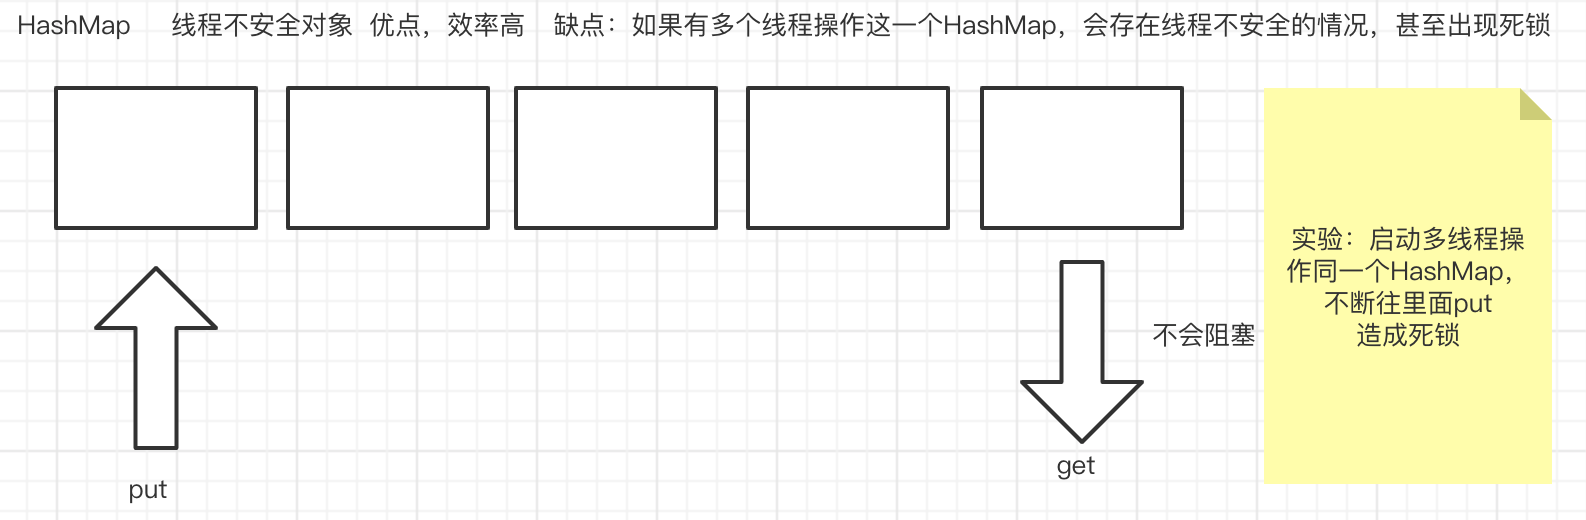 HashMap 线程不安全对象 优点，效率高 缺点：如果有多个线程操作这一个HashMap，会存在线程不安全的情况，甚至出现死锁
实验：启动多线程操
作同一个HashMap，
不断往里面put
造成死锁
不会阻塞
get
put